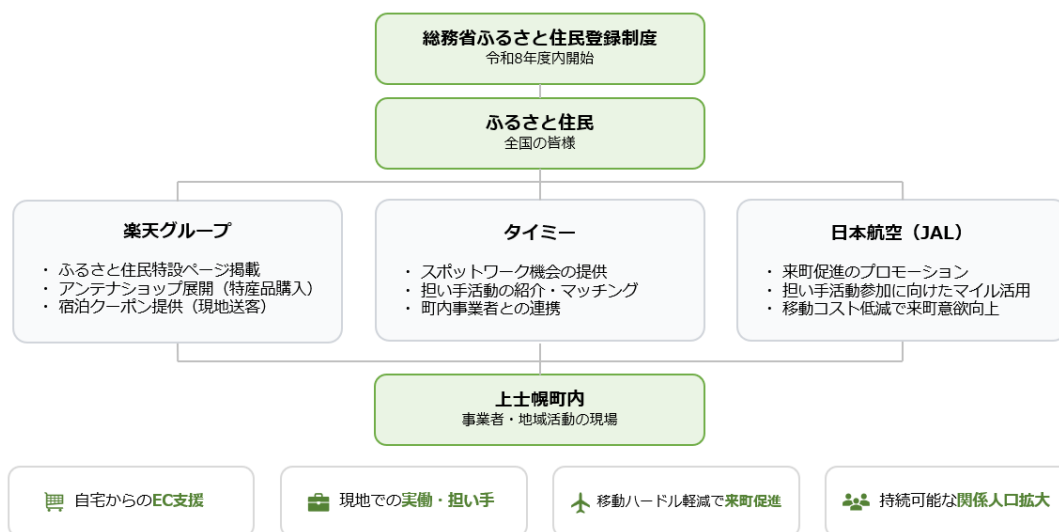 総務省ふるさと住民登録制度
令和8年度内開始
ふるさと住民
全国の皆様
楽天グループ
・ ふるさと住民特設ページ掲載
・ アンテナショップ展開（特産品購入）
・ 宿泊クーポン提供（現地送客）
タイミー
・ スポットワーク機会の提供
・ 担い手活動の紹介・マッチング
・ 町内事業者との連携
日本航空（JAL）
・ 来町促進のプロモーション
・ 担い手活動参加に向けたマイル活用
・ 移動コスト低減で来町意欲向上
上士幌町内
事業者・地域活動の現場
自宅からのEC支援
現地での実働・担い手
移動ハードル軽減で来町促進
持続可能な関係人口拡大